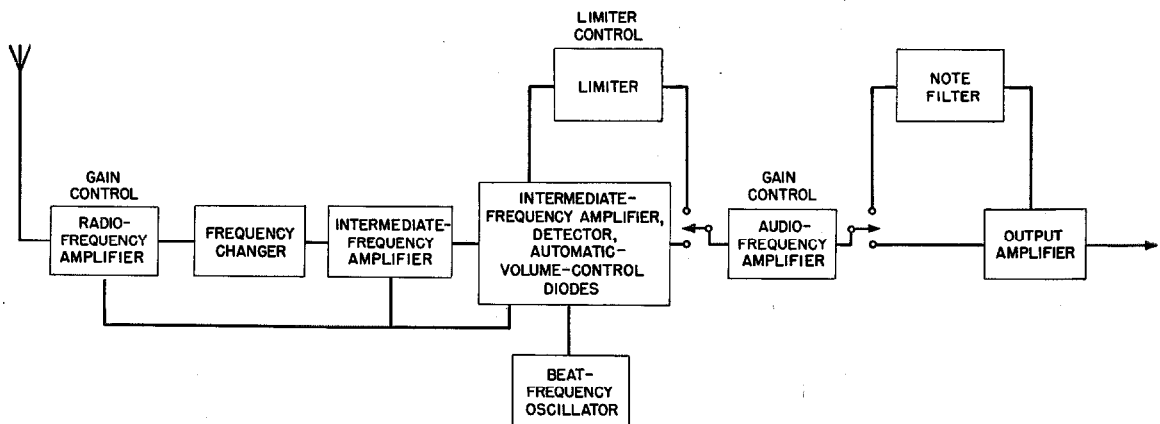 LIMITER
CONTROL
LIMITER
NOTE
FILTER
GAIN
CONTROL
RADIO-
FREQUENCY
AMPLIFIER
FREQUENCY
CHANGER
INTERMEDIATE-
FREQUENCY
AMPLIFIER
INTERMEDIATE-
FREQUENCY AMPLIFIER,
DETECTOR,
AUTOMATIC-
VOLUME-CONTROL
DIODES
GAIN
CONTROL
AUDIO-
FREQUENCY
AMPLIFIER
OUTPUT
AMPLIFIER
BEAT-
FREQUENCY
OSCILLATOR